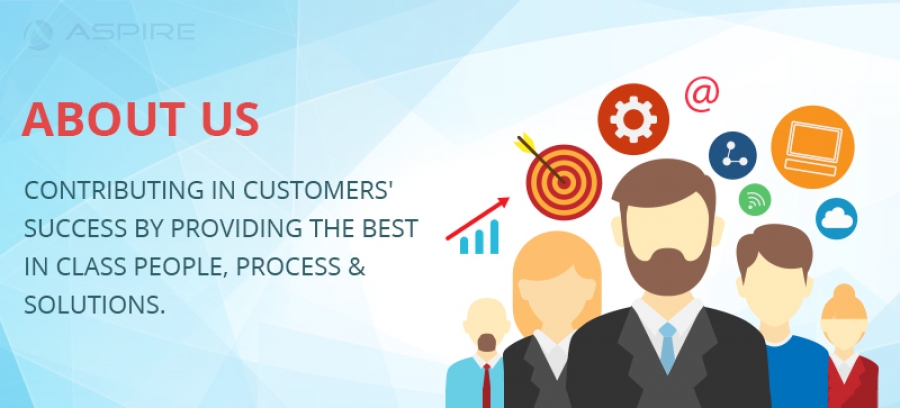 ASPIRE
ABOUT US
@
CONTRIBUTING IN CUSTOMERS'
SUCCESS BY PROVIDING THE BEST
IN CLASS PEOPLE, PROCESS &
SOLUTIONS.